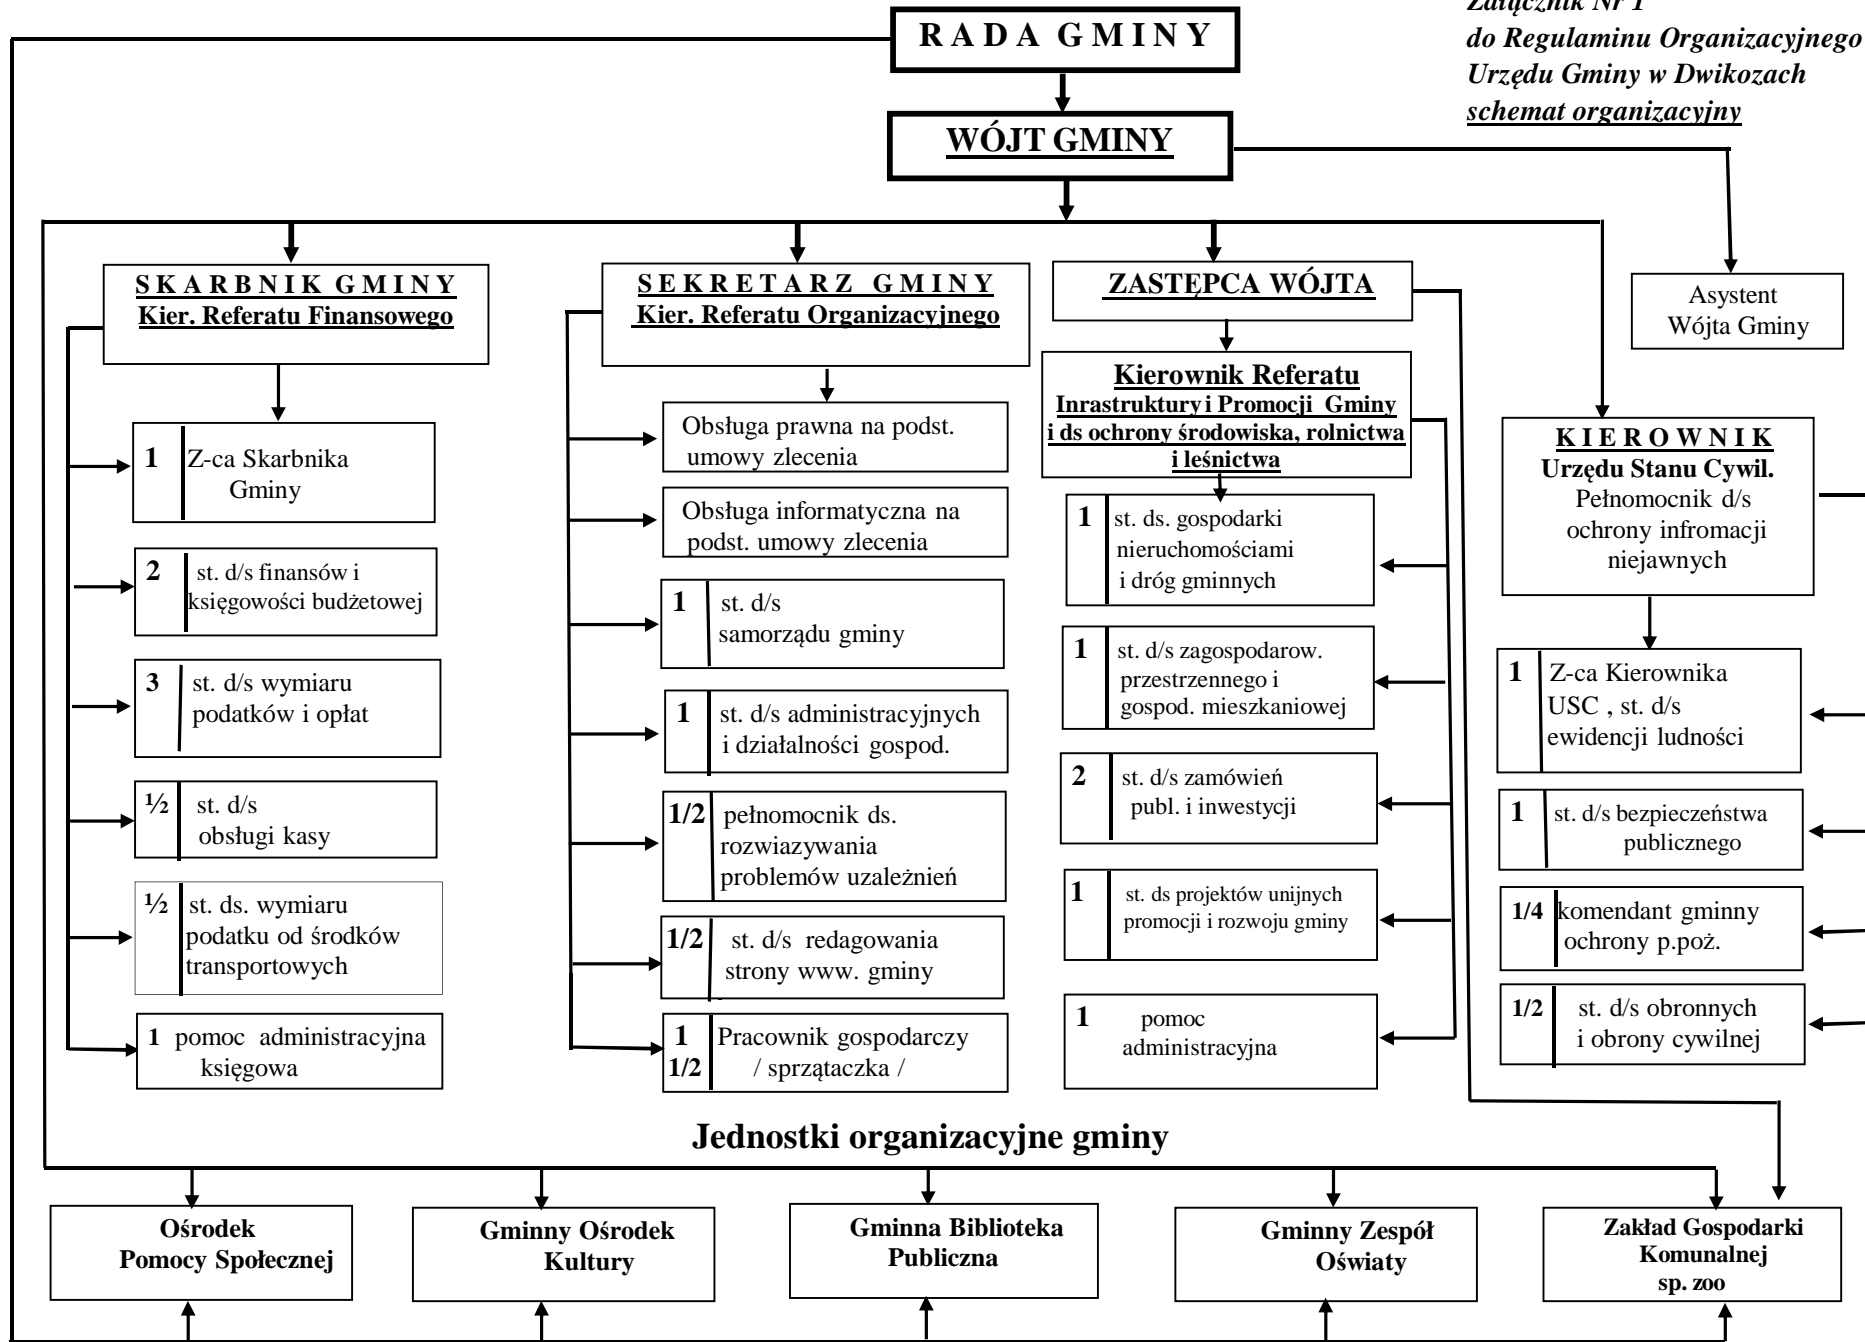 Załącznik Nr 1
do Regulaminu Organizacyjnego
Urzędu Gminy w Dwikozach
schemat organizacyjny
R A D A G M I N Y
WÓJT GMINY
Asystent
Wójta Gminy
S K A R B N I K G M I N Y
Kier. Referatu Finansowego
1 Z-ca Skarbnika
Gminy
2 st. d/s finansów i
księgowości budżetowej
3 st. d/s wymiaru
podatków i opłat
½ st. d/s
obsługi kasy
½ st. ds. wymiaru
podatku od środków
transportowych
1 pomoc administracyjna
księgowa
S E K R E T A R Z G M I N Y
Kier. Referatu Organizacyjnego
Obsługa prawna na podst.
umowy zlecenia
Obsługa informatyczna na
podst. umowy zlecenia
1 st. d/s
samorządu gminy
1 st. d/s administracyjnych
i działalności gospod.
1/2 pełnomocnik ds.
rozwiazywania
problemów uzależnień
1/2 st. d/s redagowania
strony www. gminy
1 Pracownik gospodarczy
1/2 / sprzątaczka /
ZASTĘPCA WÓJTA
Kierownik Referatu
Inrastruktury i Promocji Gminy
i ds ochrony środowiska, rolnictwa
i leśnictwa
1 st. ds. gospodarki
nieruchomościami
i dróg gminnych
1 st. d/s zagospodarow.
przestrzennego i
gospod. mieszkaniowej
2 st. d/s zamówień
publ. i inwestycji
1 st. ds projektów unijnych
promocji i rozwoju gminy
1 pomoc
administracyjna
K I E R O W N I K
Urzędu Stanu Cywil.
Pełnomocnik d/s
ochrony infromacji
niejawnych
1 Z-ca Kierownika
USC , st. d/s
ewidencji ludności
1 st. d/s bezpieczeństwa
publicznego
1/4 komendant gminny
ochrony p.poż.
1/2 st. d/s obronnych
i obrony cywilnej
Jednostki organizacyjne gminy
Ośrodek
Pomocy Społecznej
Gminny Ośrodek
Kultury
Gminna Biblioteka
Publiczna
Gminny Zespół
Oświaty
Zakład Gospodarki
Komunalnej
sp. zoo